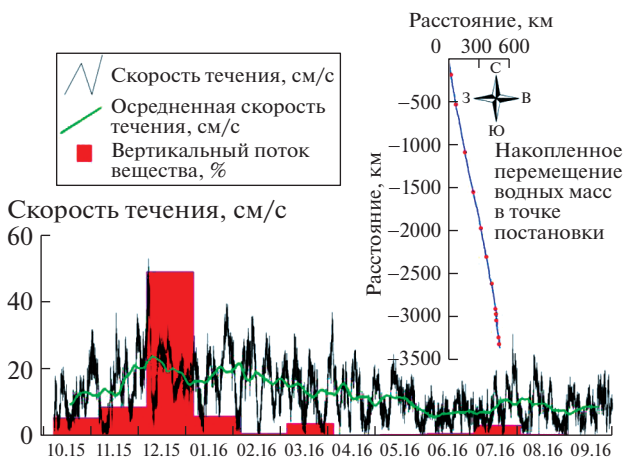 Расстояние, км
0 300 600
Скорость течения, см/с
Осредненная скорость
течения, см/с
Вертикальный поток
вещества, %
С
З
В
Ю
Расстояние, км
−500
−1000
−1500
−2000
−2500
−3000
−3500
Накопленное
перемещение
водных масс
в точке
постановки
Скорость течения, см/с
60
40
20
0
10.15 11.15 12.15 01.16 02.16 03.16 04.16 05.16 06.16 07.16 08.16 09.16